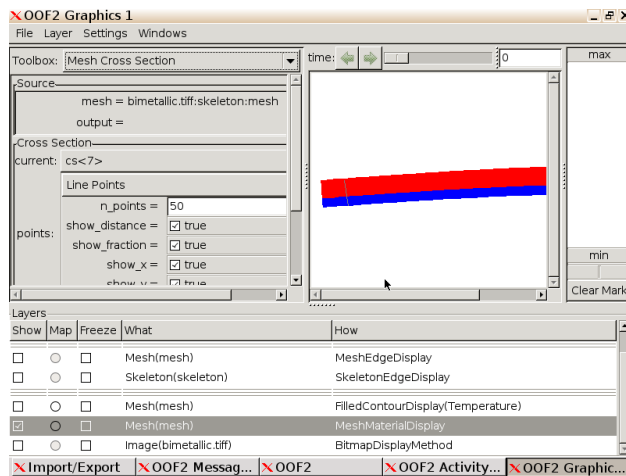 OOF2 Graphics 1
File Layer Settings Windows
Toolbox: Mesh Cross Section
time: 0
max
Source
mesh = bimetallic.tiff:skeleton:mesh
output =
Cross Section
current: cs<7>
Line Points
n_points = 50
points:
show_distance = true
show_fraction = true
show_x = true
show_y = true
min
Clear Mark
Layers
Show Map Freeze What How
Mesh(mesh) MeshEdgeDisplay
Skeleton(skeleton) SkeletonEdgeDisplay
Mesh(mesh) FilledContourDisplay(Temperature)
Mesh(mesh) MeshMaterialDisplay
Image(bimetallic.tiff) BitmapDisplayMethod
Import/Export OOF2 Messag... OOF2 OOF2 Activity... OOF2 Graphic...